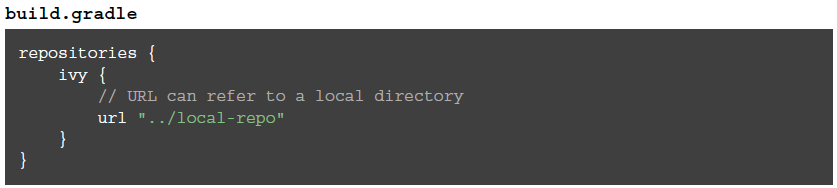 build.gradle
repositories {
    ivy {
        // URL can refer to a local directory
        url "../local-repo"
    }
}